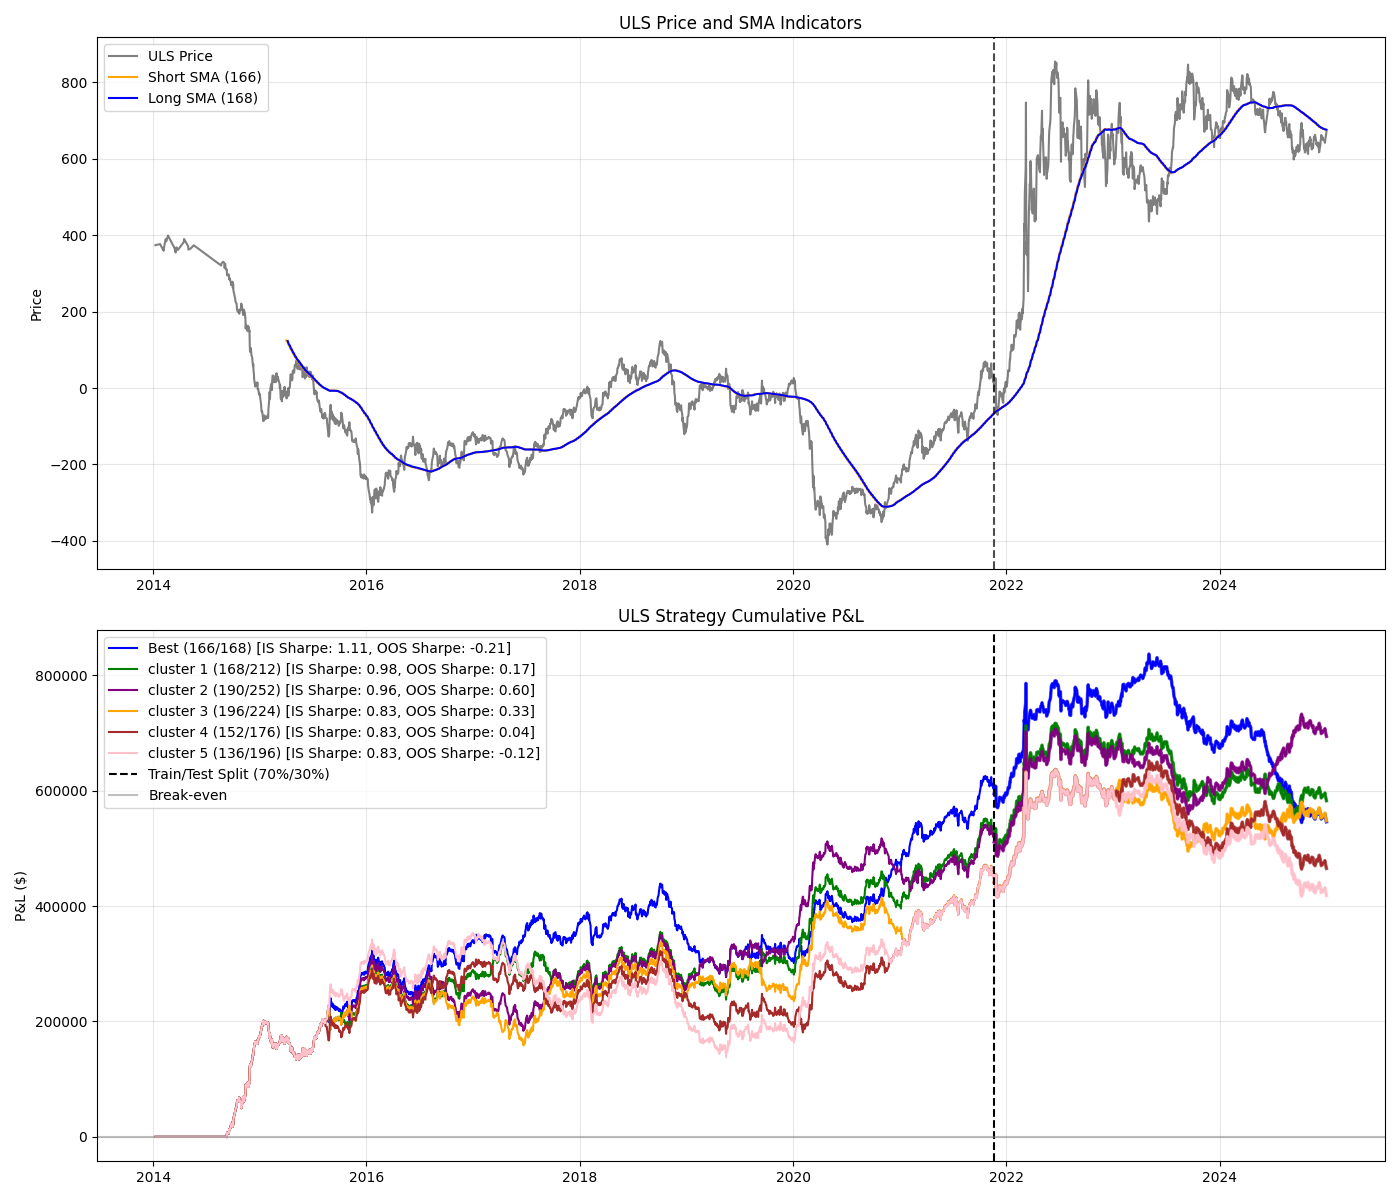 ULS Price and SMA Indicators
ULS Price
Short SMA (166)
Long SMA (168)
Price
800
600
400
200
0
−200
−400
2014 2016 2018 2020 2022 2024
ULS Strategy Cumulative P&L
Best (166/168) [IS Sharpe: 1.11, OOS Sharpe: -0.21]
cluster 1 (168/212) [IS Sharpe: 0.98, OOS Sharpe: 0.17]
cluster 2 (190/252) [IS Sharpe: 0.96, OOS Sharpe: 0.60]
cluster 3 (196/224) [IS Sharpe: 0.83, OOS Sharpe: 0.33]
cluster 4 (152/176) [IS Sharpe: 0.83, OOS Sharpe: 0.04]
cluster 5 (136/196) [IS Sharpe: 0.83, OOS Sharpe: -0.12]
Train/Test Split (70%/30%)
Break-even
P&L ($)
800000
600000
400000
200000
0
2014 2016 2018 2020 2022 2024